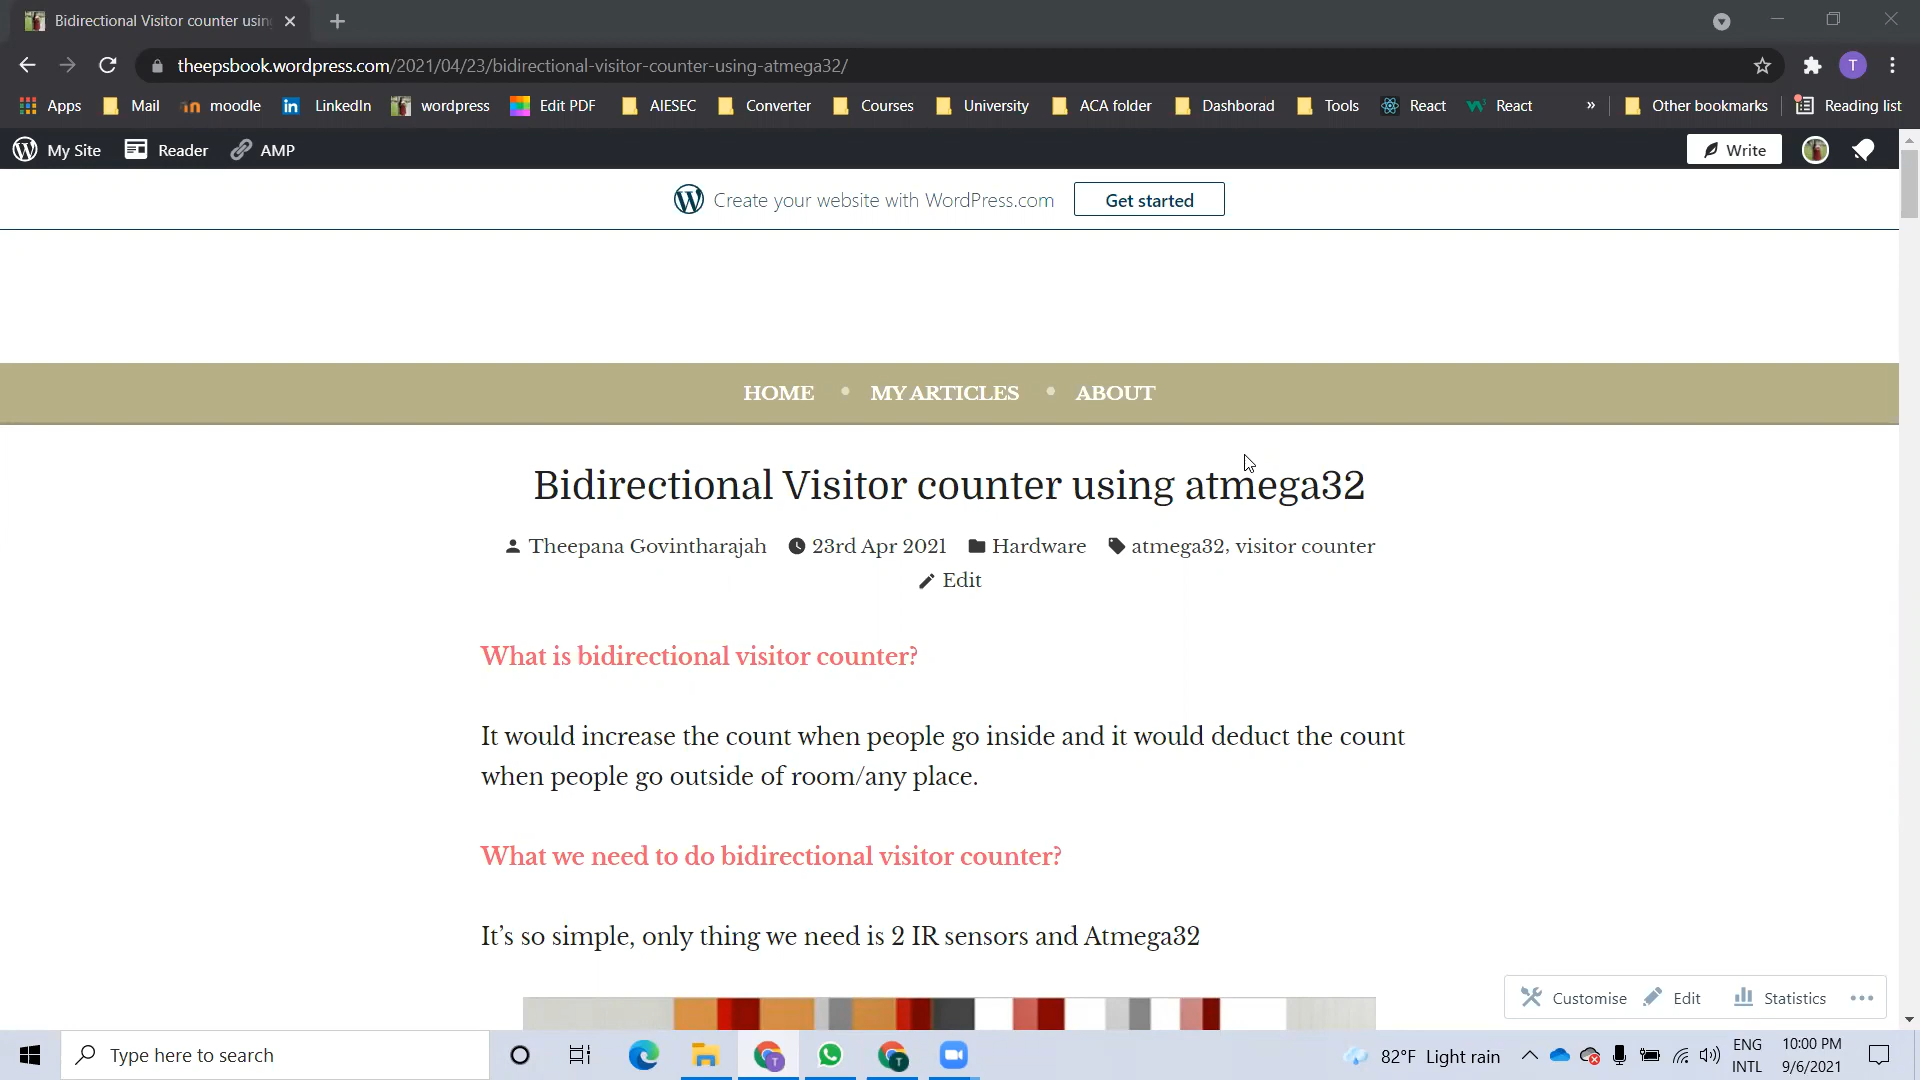 Bidirectional Visitor counter usin
theepsbook.wordpress.com/2021/04/23/bidirectional-visitor-counter-using-atmega32/
T
Apps Mail moodle LinkedIn wordpress Edit PDF AIESEC Converter Courses University ACA folder Dashborad Tools React React » Other bookmarks Reading list
My Site Reader AMP Write
Create your website with WordPress.com Get started
HOME • MY ARTICLES • ABOUT
Bidirectional Visitor counter using atmega32
Theepana Govintharajah 23rd Apr 2021 Hardware atmega32, visitor counter
Edit
What is bidirectional visitor counter?
It would increase the count when people go inside and it would deduct the count
when people go outside of room/any place.
What we need to do bidirectional visitor counter?
It's so simple, only thing we need is 2 IR sensors and Atmega32
Customise Edit Statistics •••
Type here to search
82°F Light rain
ENG
INTL
10:00 PM
9/6/2021